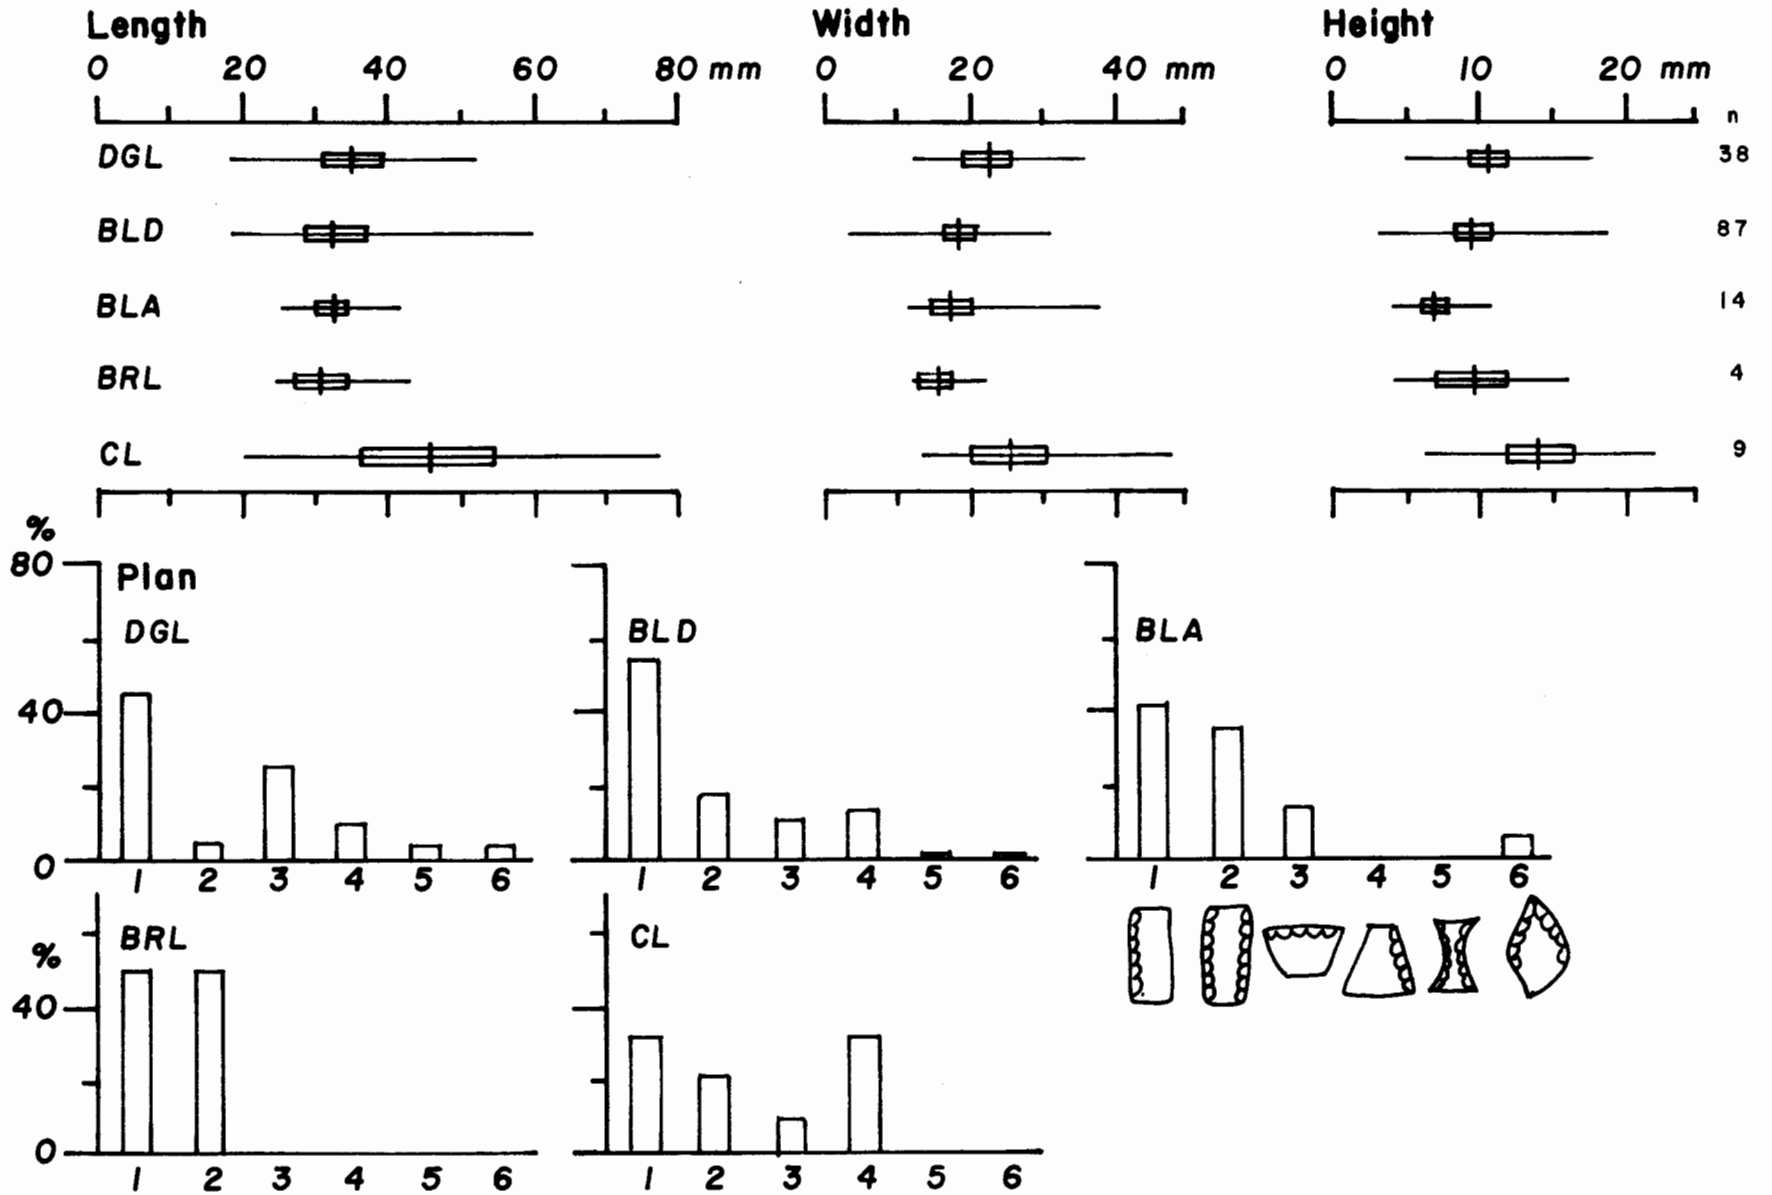 Length Width Height
0 20 40 60 80 mm 0 20 40 mm 0 10 20 mm
n
DGL 38
BLD 87
BLA 14
BRL 4
CL 9
%
80 Plan
DGL BLD BLA
40
0
1 2 3 4 5 6 1 2 3 4 5 6 1 2 3 4 5 6
BRL CL
%
40
0
1 2 3 4 5 6 1 2 3 4 5 6